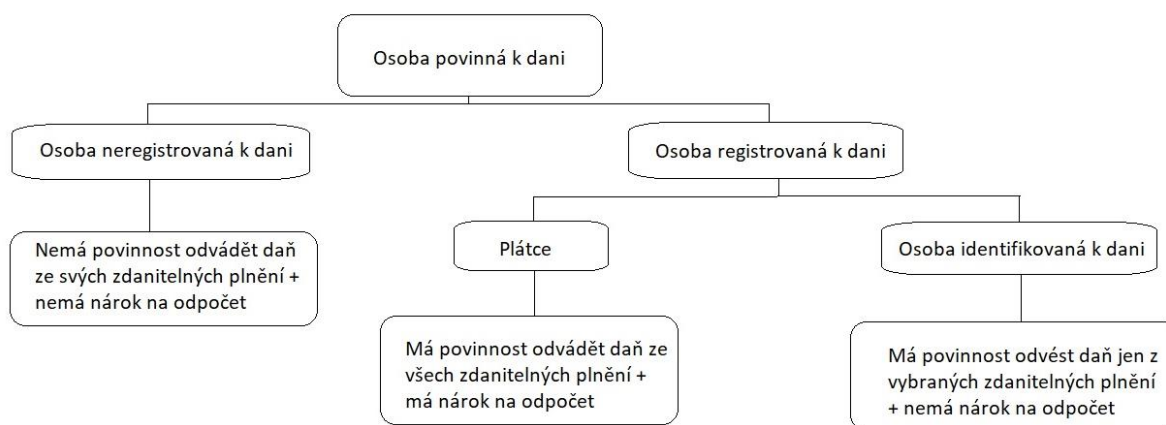 Osoba povinná k dani
Osoba neregistrovaná k dani
Osoba registrovaná k dani
Nemá povinnost odvádět daň
ze svých zdanitelných plnění +
nemá nárok na odpočet
Plátce
Osoba identifikovaná k dani
Má povinnost odvádět daň ze
všech zdanitelných plnění +
má nárok na odpočet
Má povinnost odvést daň jen z
vybraných zdanitelných plnění
+ nemá nárok na odpočet